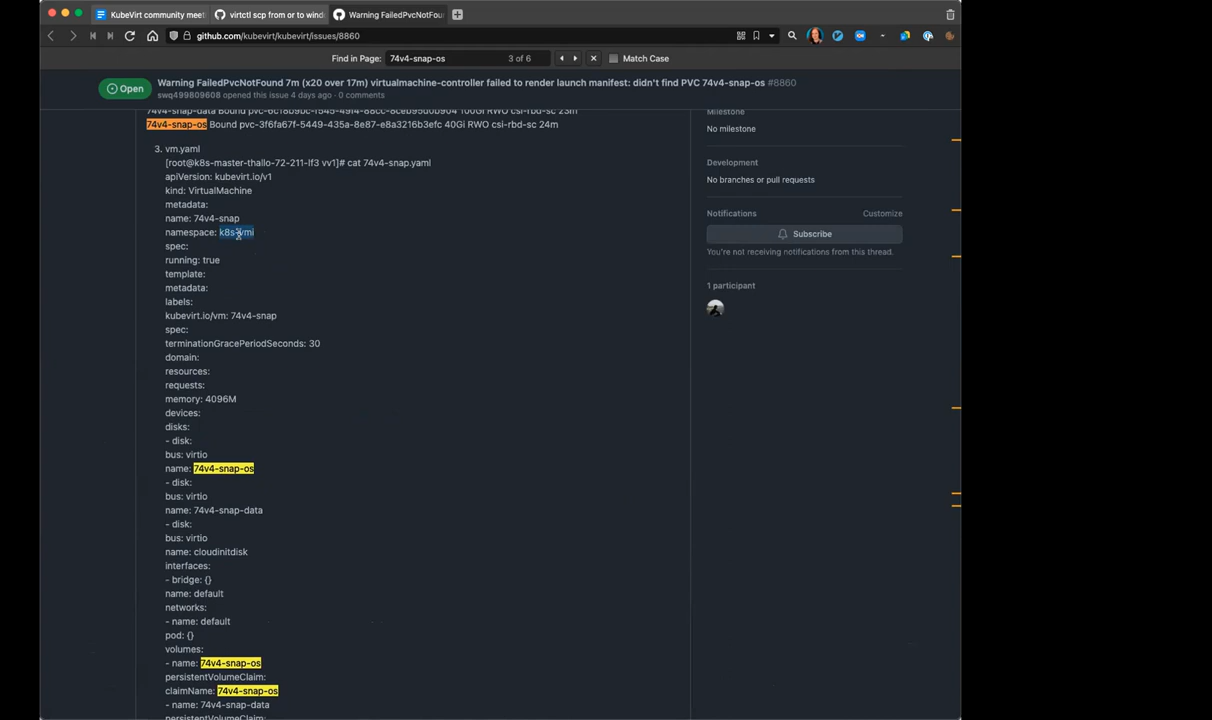 KubeVirt community meet
virtctl scp from or to wind
Warning FailedPvcNotFoun
github.com/kubevirt/kubevirt/issues/8860
Find in Page: 74v4-snap-os 3 of 6 Match Case
Open
Warning FailedPvcNotFound 7m (x20 over 17m) virtualmachine-controller failed to render launch manifest: didn't find PVC 74v4-snap-os #8860
swq499809608 opened this issue 4 days ago · 0 comments
74v4-snap-os Bound pvc-3f6fa67f-5449-435a-8e87-e8a3216b3efc 40Gi RWO csi-rbd-sc 24m
3. vm.yaml
[root@k8s-master-thallo-72-211-lf3 vv1]# cat 74v4-snap.yaml
apiVersion: kubevirt.io/v1
kind: VirtualMachine
metadata:
name: 74v4-snap
namespace: k8s-vmi
spec:
running: true
template:
metadata:
labels:
kubevirt.io/vm: 74v4-snap
spec:
terminationGracePeriodSeconds: 30
domain:
resources:
requests:
memory: 4096M
devices:
disks:
- disk:
bus: virtio
name: 74v4-snap-os
- disk:
bus: virtio
name: 74v4-snap-data
- disk:
bus: virtio
name: cloudinitdisk
interfaces:
- bridge: {}
name: default
networks:
- name: default
pod: {}
volumes:
- name: 74v4-snap-os
persistentVolumeClaim:
claimName: 74v4-snap-os
- name: 74v4-snap-data
persistentVolumeClaim:
Milestone
No milestone
Development
No branches or pull requests
Notifications
Customize
Subscribe
You're not receiving notifications from this thread.
1 participant